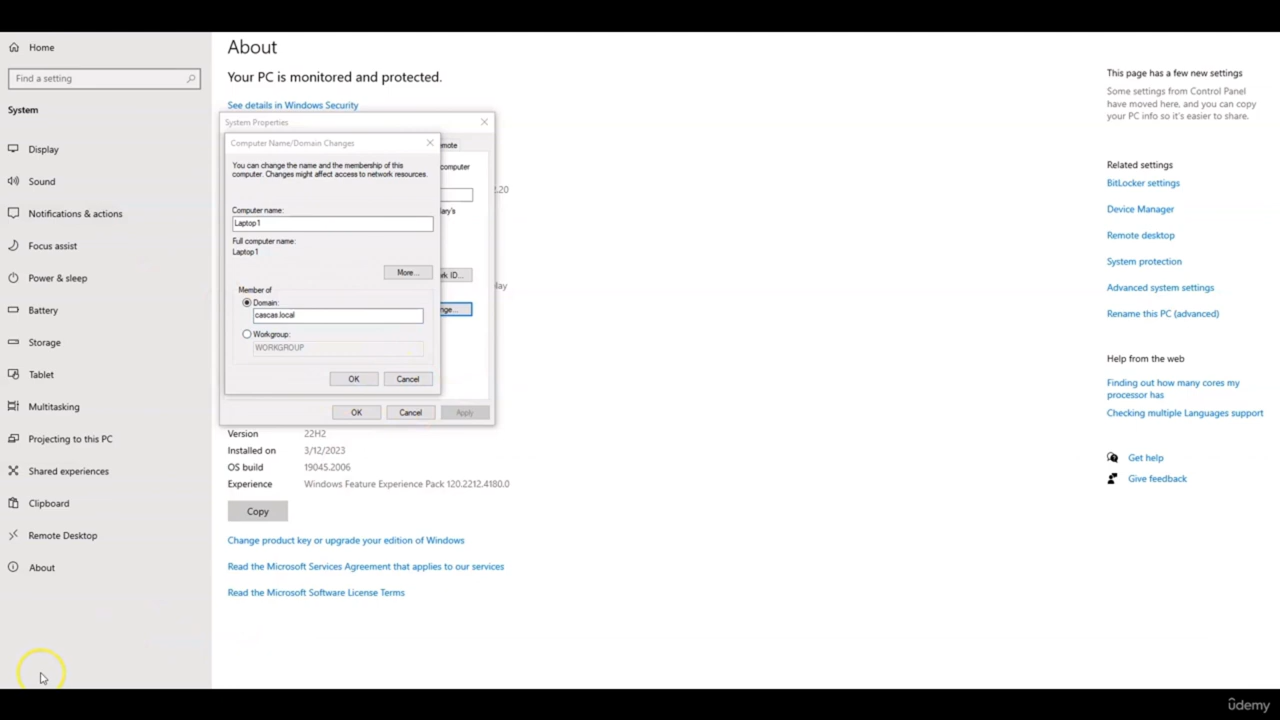 Home
Find a setting
System
Display
Sound
Notifications & actions
Focus assist
Power & sleep
Battery
Storage
Tablet
Multitasking
Projecting to this PC
Shared experiences
Clipboard
Remote Desktop
About
About
Your PC is monitored and protected.
See details in Windows Security
System Properties
mote
computer
.20
ary's
rk ID...
lay
nge...
Computer Name/Domain Changes
You can change the name and the membership of this
computer. Changes might affect access to network resources.
Computer name:
Laptop1
Full computer name:
Laptop1
More...
Member of
Domain:
cascas.local
Workgroup:
WORKGROUP
OK Cancel
OK Cancel Apply
Version 22H2
Installed on 3/12/2023
OS build 19045.2006
Experience Windows Feature Experience Pack 120.2212.4180.0
Copy
Change product key or upgrade your edition of Windows
Read the Microsoft Services Agreement that applies to our services
Read the Microsoft Software License Terms
This page has a few new settings
Some settings from Control Panel
have moved here, and you can copy
your PC info so it's easier to share.
Related settings
BitLocker settings
Device Manager
Remote desktop
System protection
Advanced system settings
Rename this PC (advanced)
Help from the web
Finding out how many cores my
processor has
Checking multiple Languages support
Get help
Give feedback
ûdemy